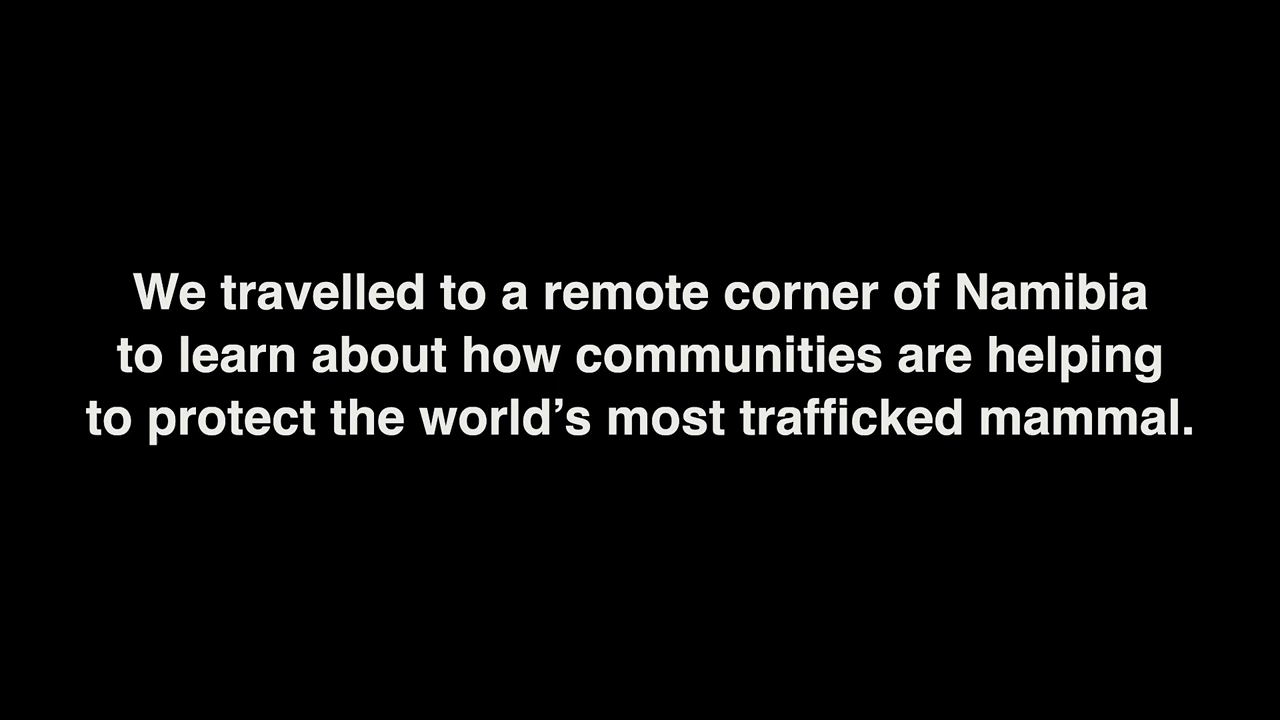 We travelled to a remote corner of Namibia
to learn about how communities are helping
to protect the world’s most trafficked mammal.